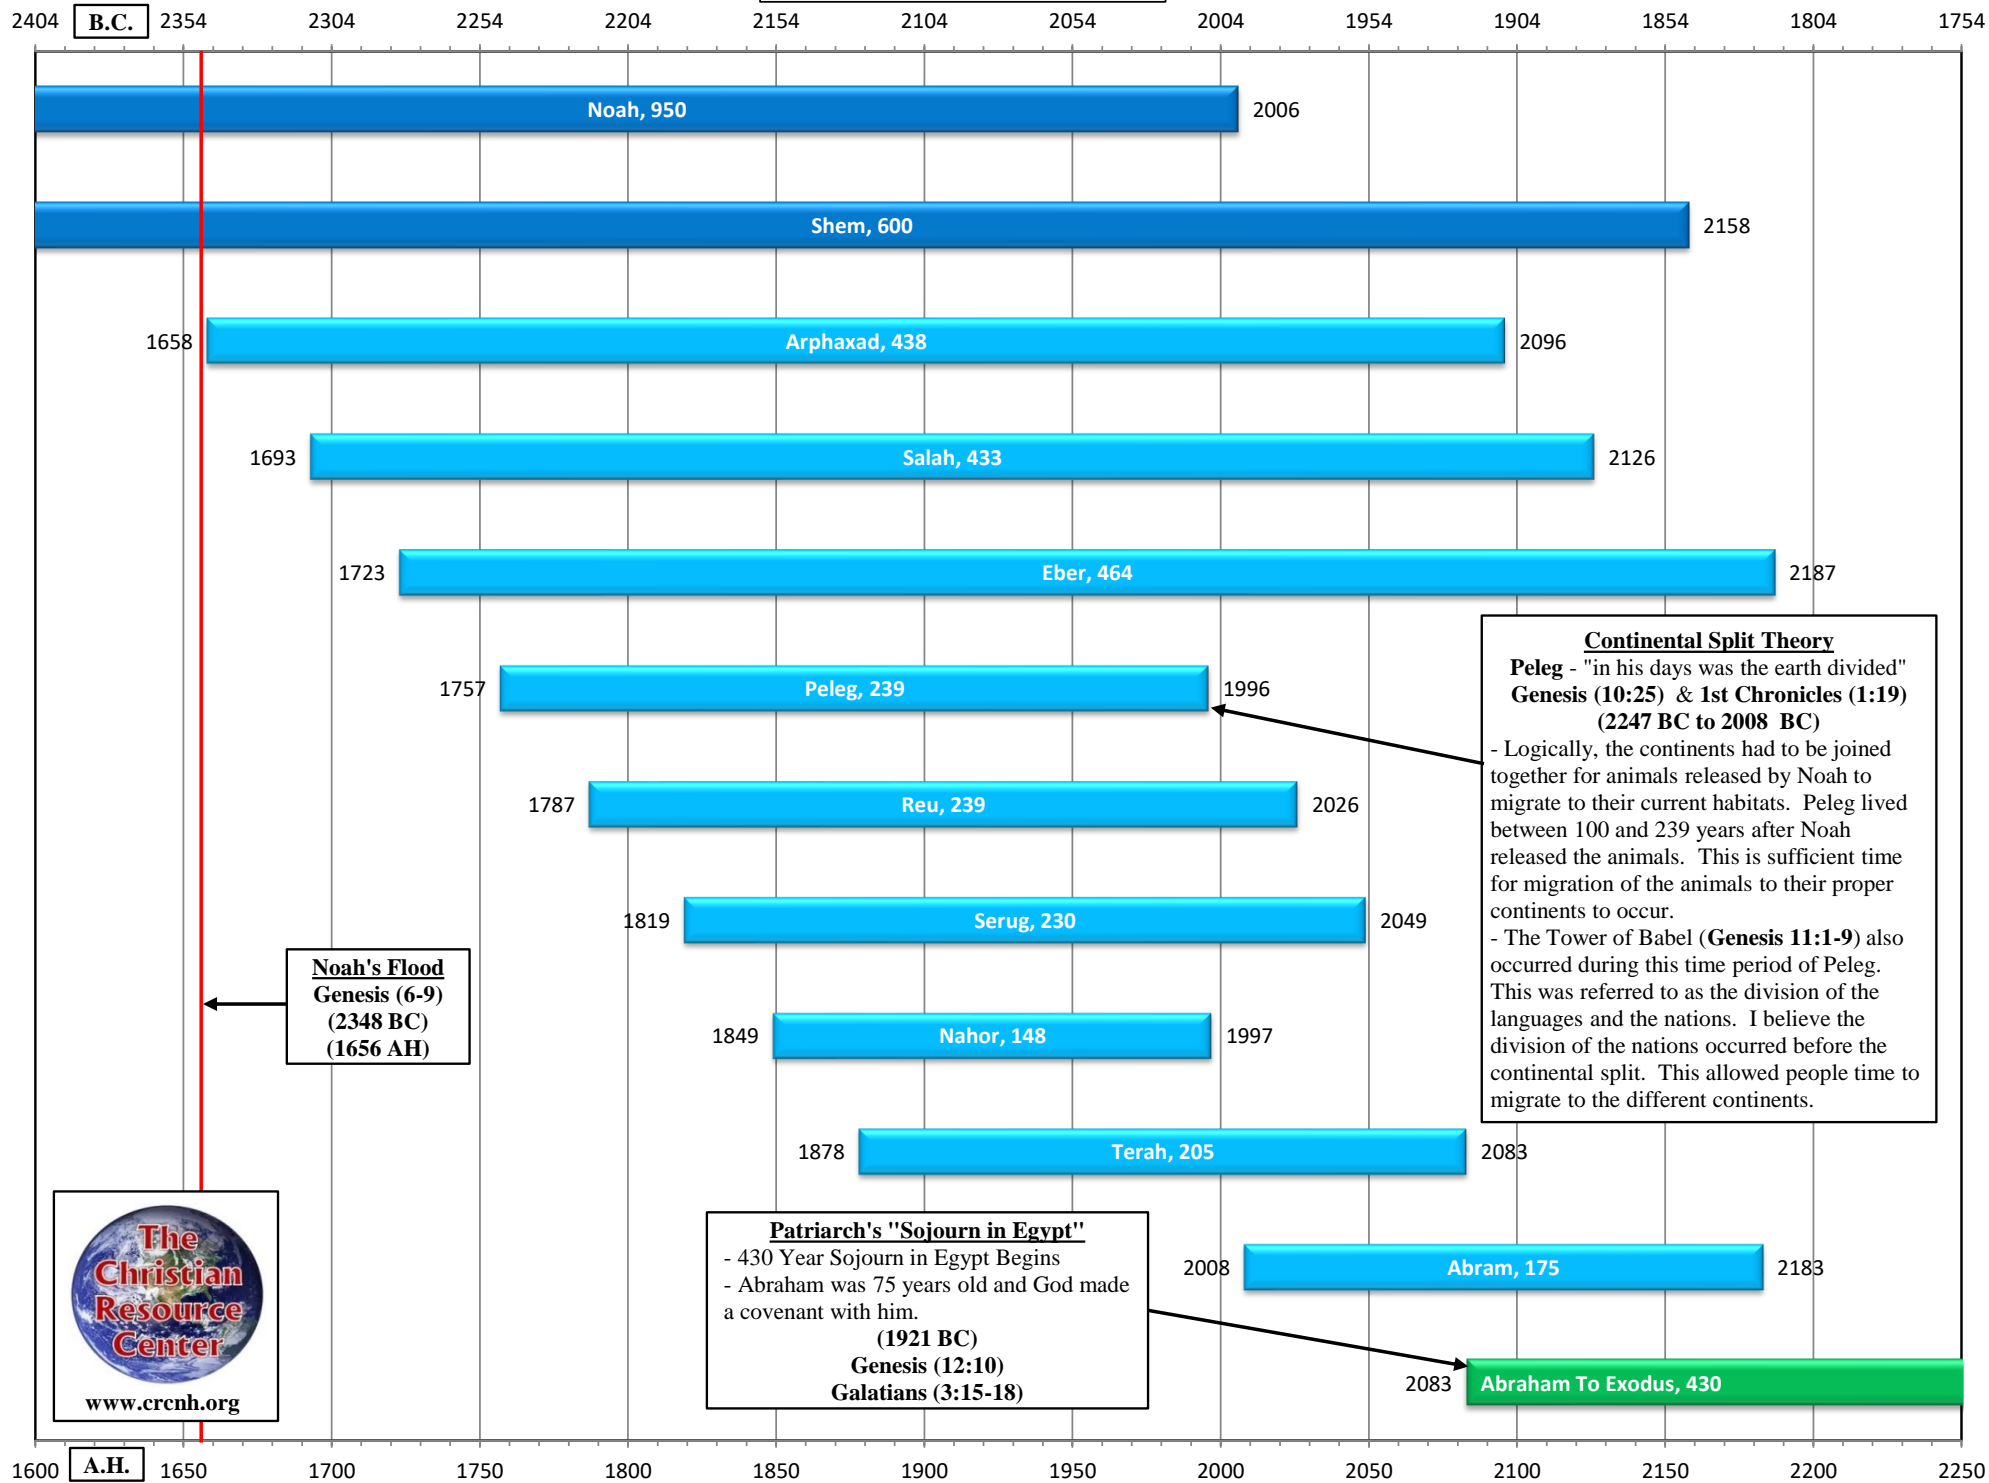 2404 B.C. 2354 2304 2254 2204 2154 2104 2054 2004 1954 1904 1854 1804 1754
Noah, 950 2006
Shem, 600 2158
1658 Arphaxad, 438 2096
1693 Salah, 433 2126
1723 Eber, 464 2187
1757 Peleg, 239 1996
1787 Reu, 239 2026
1819 Serug, 230 2049
1849 Nahor, 148 1997
1878 Terah, 205 2083
2008 Abram, 175 2183
2083 Abraham To Exodus, 430
Continental Split Theory
Peleg - "in his days was the earth divided"
Genesis (10:25) & 1st Chronicles (1:19)
(2247 BC to 2008 BC)
- Logically, the continents had to be joined
together for animals released by Noah to
migrate to their current habitats. Peleg lived
between 100 and 239 years after Noah
released the animals. This is sufficient time
for migration of the animals to their proper
continents to occur.
- The Tower of Babel (Genesis 11:1-9) also
occurred during this time period of Peleg.
This was referred to as the division of the
languages and the nations. I believe the
division of the nations occurred before the
continental split. This allowed people time to
migrate to the different continents.
Noah's Flood
Genesis (6-9)
(2348 BC)
(1656 AH)
Patriarch's "Sojourn in Egypt"
- 430 Year Sojourn in Egypt Begins
- Abraham was 75 years old and God made
a covenant with him.
(1921 BC)
Genesis (12:10)
Galatians (3:15-18)
The
Christian
Resource
Center
www.crcnh.org
1600 A.H. 1650 1700 1750 1800 1850 1900 1950 2000 2050 2100 2150 2200 2250